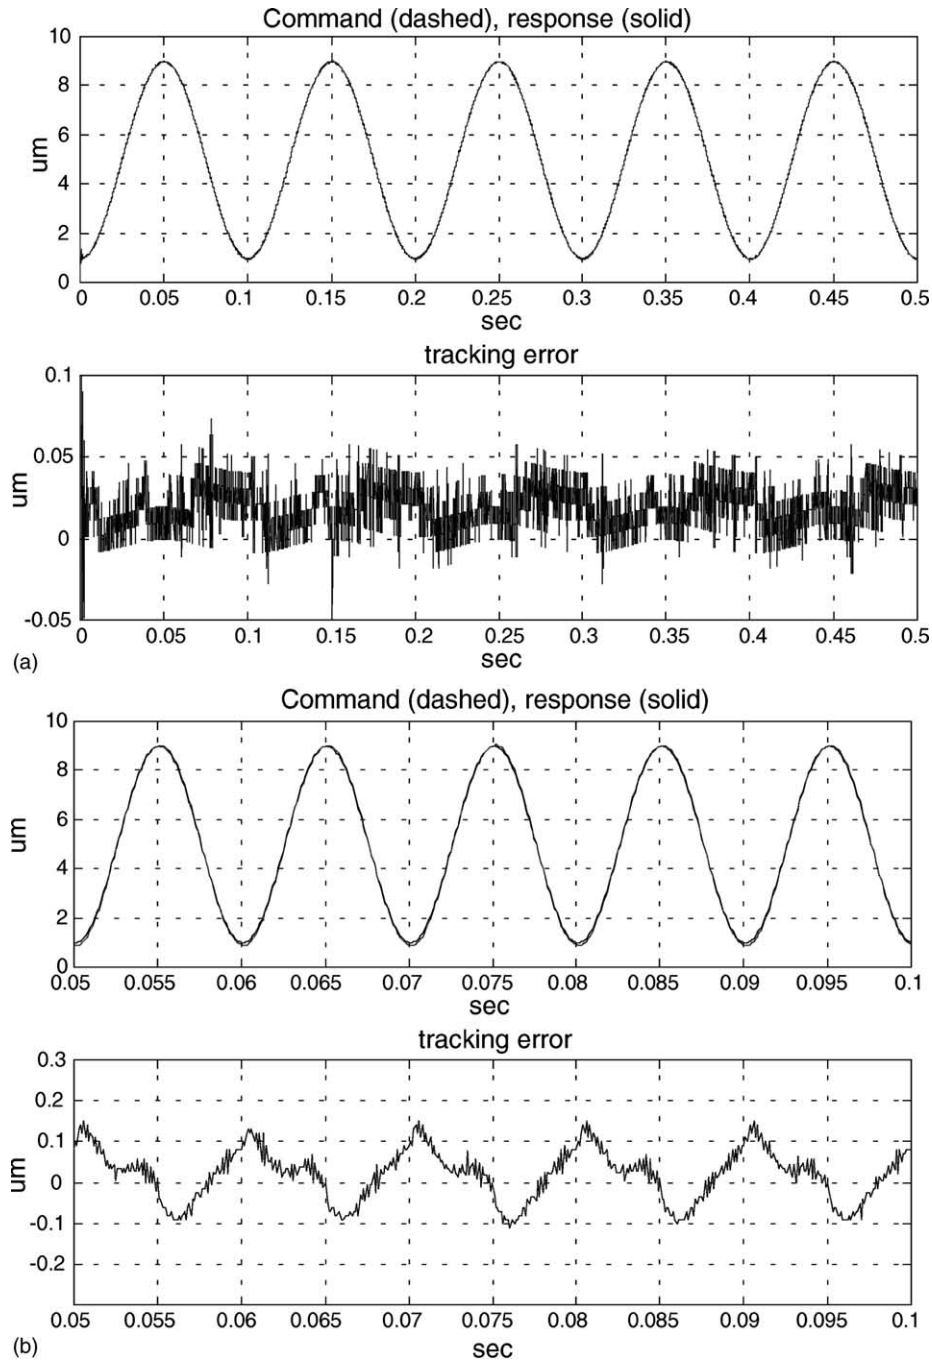 Command (dashed), response (solid)
10
8
6
4
2
0
um
0 0.05 0.1 0.15 0.2 0.25 0.3 0.35 0.4 0.45 0.5
sec
tracking error
0.1
0.05
0
-0.05
um
0 0.05 0.1 0.15 0.2 0.25 0.3 0.35 0.4 0.45 0.5
sec
(a)
Command (dashed), response (solid)
10
8
6
4
2
0
um
0.05 0.055 0.06 0.065 0.07 0.075 0.08 0.085 0.09 0.095 0.1
sec
tracking error
0.3
0.2
0.1
0
-0.1
-0.2
um
0.05 0.055 0.06 0.065 0.07 0.075 0.08 0.085 0.09 0.095 0.1
sec
(b)